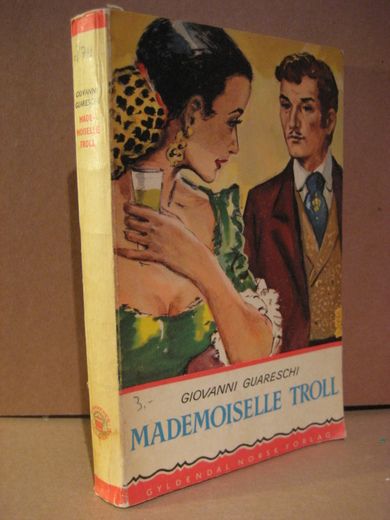 GIOVANNI
GUARESCHI
MADE-
MOISELLE
TROLL
3,-
GIOVANNI GUARESCHI
MADEMOISELLE TROLL
GYLDENDAL NORSK FORLAG